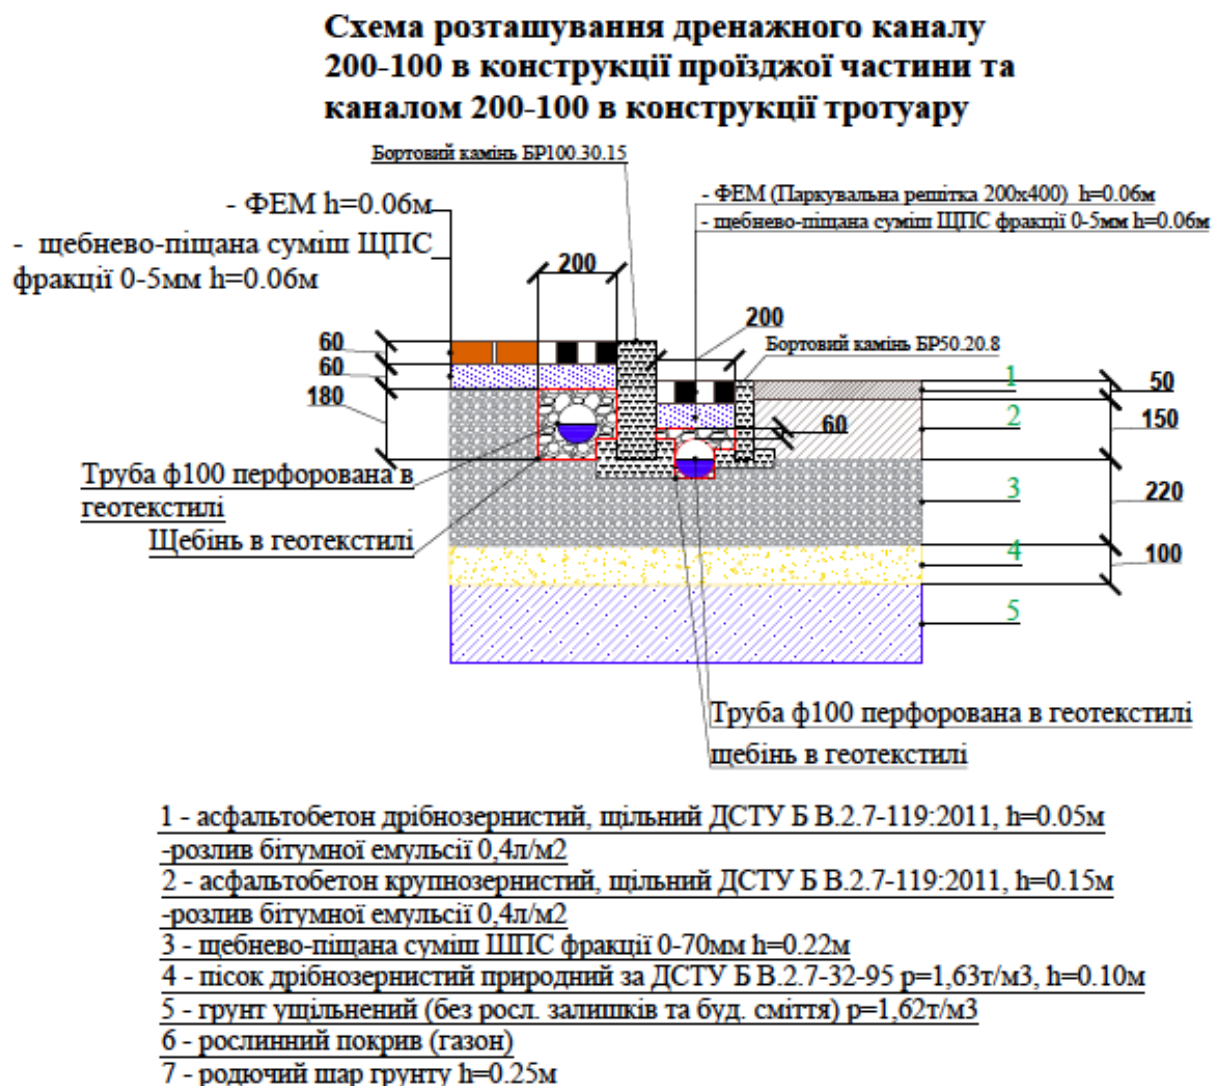 Схема розташування дренажного каналу
200-100 в конструкції проїзджої частини та
каналом 200-100 в конструкції тротуару
Бортовий камінь БР100.30.15
- ФЕМ h=0.06м
- щебнево-піщана суміш ЩПС
фракції 0-5мм h=0.06м
- ФЕМ (Паркувальна решітка 200х400) h=0.06м
- щебнево-піщана суміш ЩПС фракції 0-5мм h=0.06м
200
200
Бортовий камінь БР50.20.8
60
60
180
60
1
2
3
4
5
50
150
220
100
Труба ф100 перфорована в
геотекстилі
Щебінь в геотекстилі
Труба ф100 перфорована в геотекстилі
щебінь в геотекстилі
1 - асфальтобетон дрібнозернистий, щільний ДСТУ Б В.2.7-119:2011, h=0.05м
-розлив бітумної емульсії 0,4л/м2
2 - асфальтобетон крупнозернистий, щільний ДСТУ Б В.2.7-119:2011, h=0.15м
-розлив бітумної емульсії 0,4л/м2
3 - щебнево-піщана суміш ШПС фракції 0-70мм h=0.22м
4 - пісок дрібнозернистий природний за ДСТУ Б В.2.7-32-95 р=1,63т/м3, h=0.10м
5 - грунт ущільнений (без росл. залишків та буд. сміття) р=1,62т/м3
6 - рослинний покрив (газон)
7 - родючий шар грунту h=0.25м